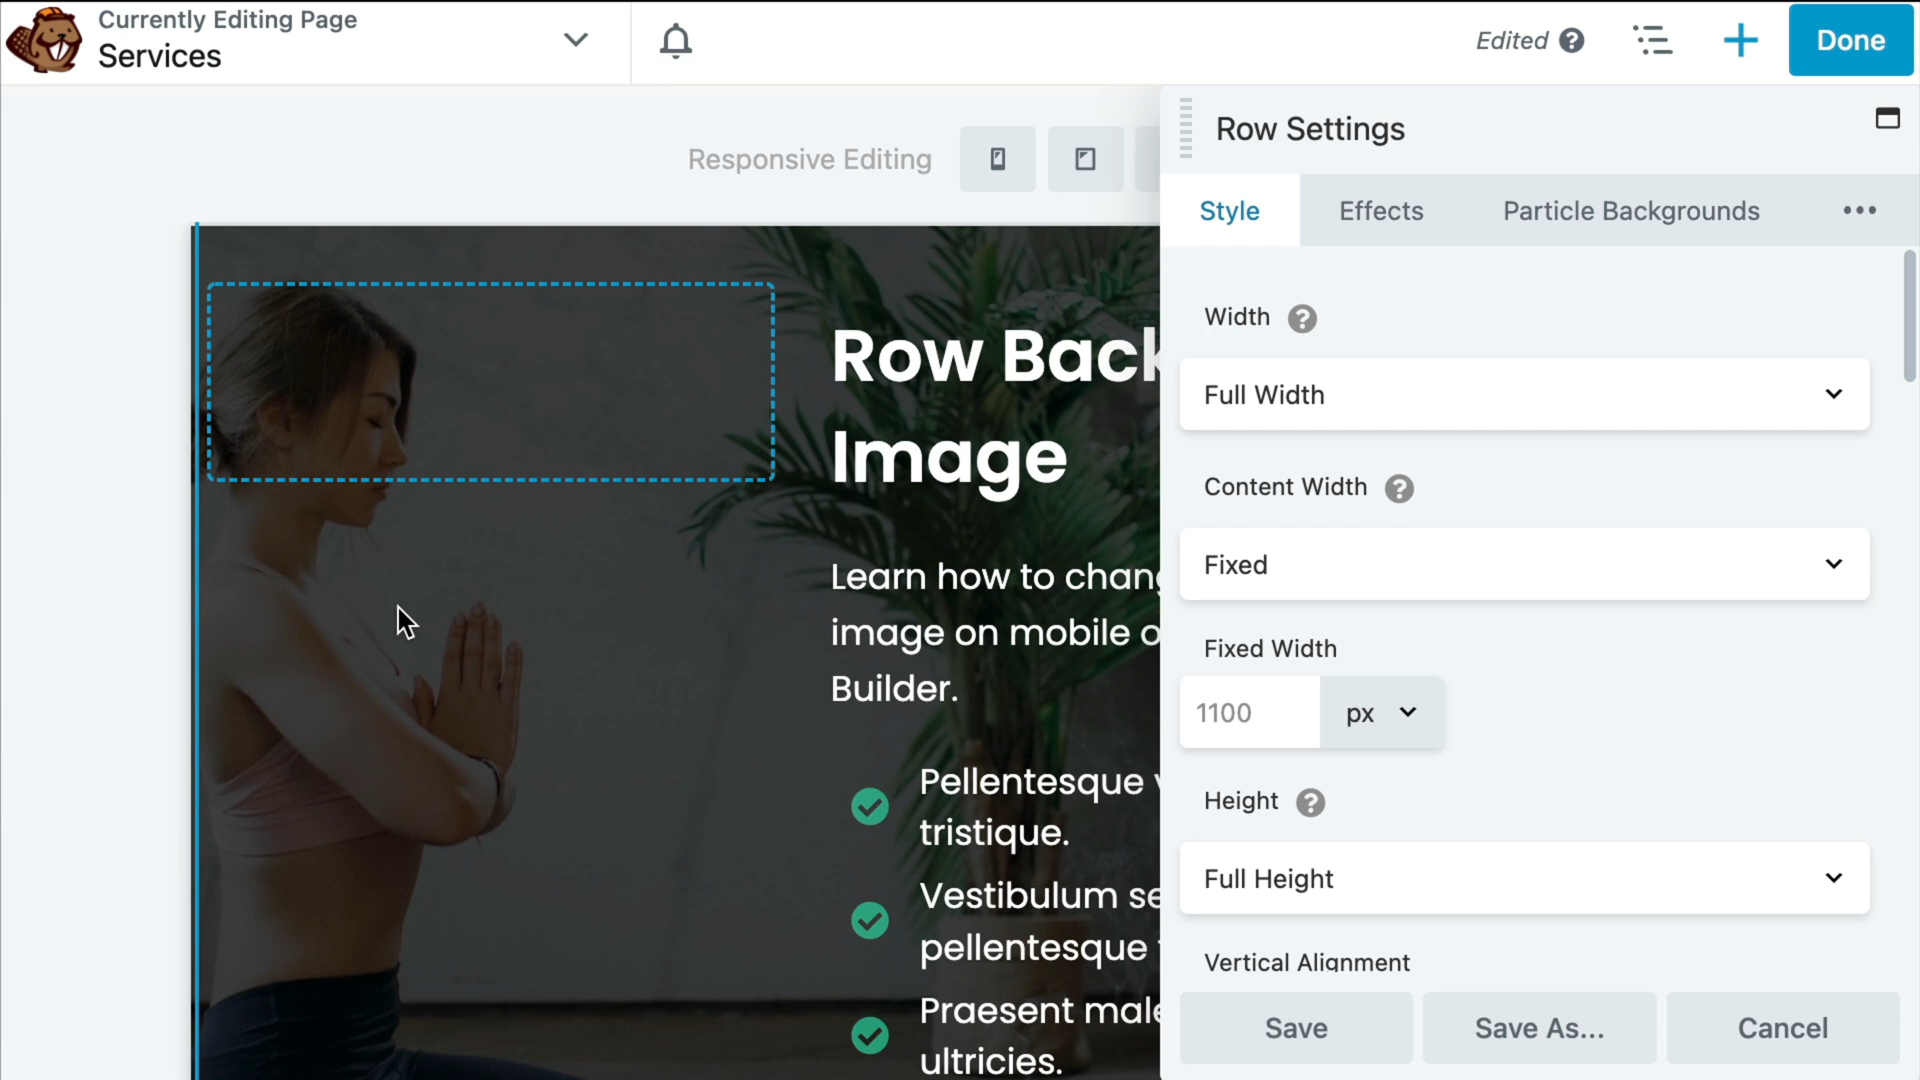 Currently Editing Page
Services
Edited
Done
Responsive Editing
Row Settings
Style
Effects
Particle Backgrounds
Width
Full Width
Content Width
Fixed
Fixed Width
1100
px
Height
Full Height
Vertical Alignment
Save
Save As...
Cancel
Row Back
Image
Learn how to chang
image on mobile o
Builder.
Pellentesque v
tristique.
Vestibulum se
pellentesque
Praesent male
ultricies.